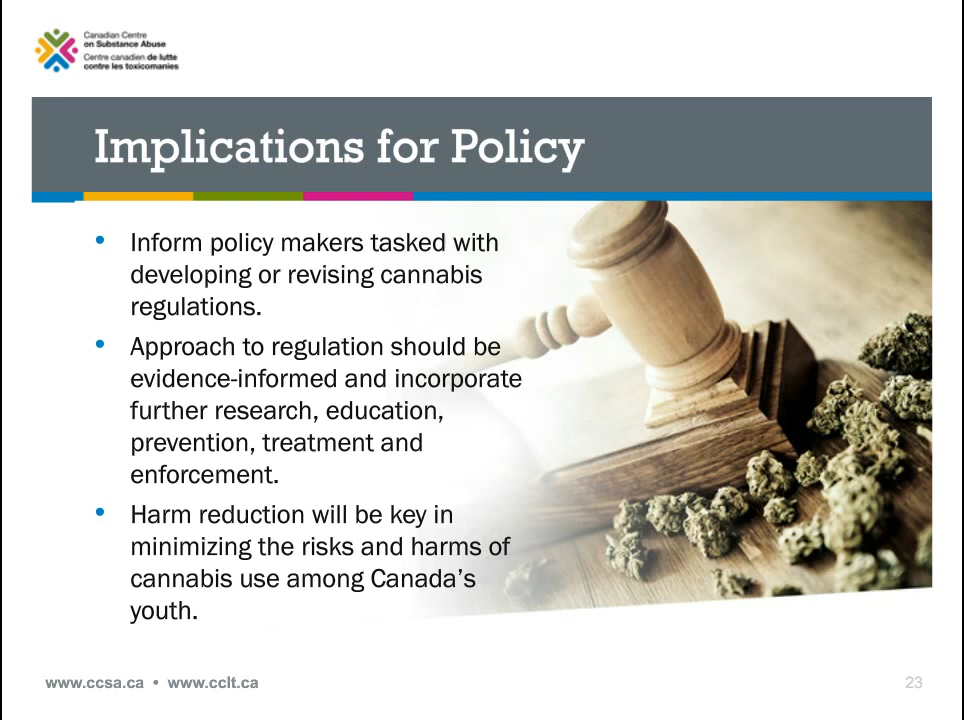 Canadian Centre
on Substance Abuse
Centre canadien de lutte
contre les toxicomanies
Implications for Policy
• Inform policy makers tasked with
developing or revising cannabis
regulations.
• Approach to regulation should be
evidence-informed and incorporate
further research, education,
prevention, treatment and
enforcement.
• Harm reduction will be key in
minimizing the risks and harms of
cannabis use among Canada’s
youth.
www.ccsa.ca • www.cclt.ca
23